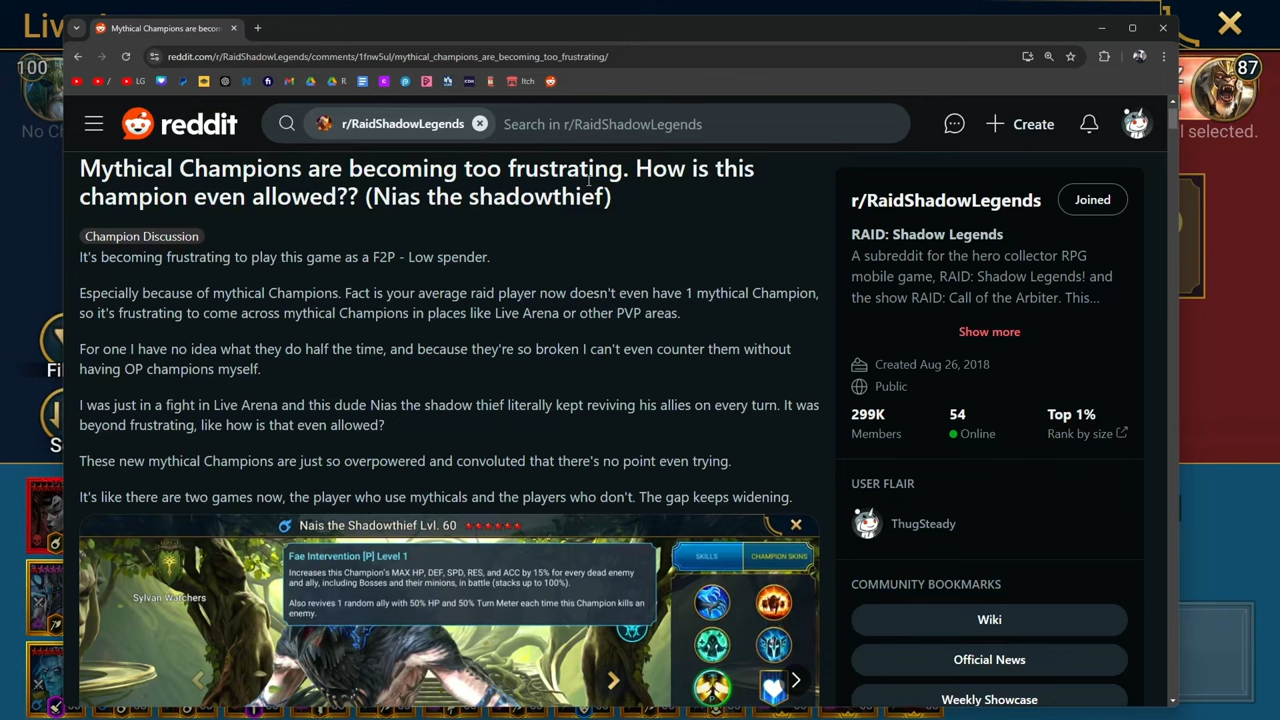 Liv
100
No Ch
Fil
S
87
l selected.
Mythical Champions are becom
reddit.com/r/RaidShadowLegends/comments/1fnw5ul/mythical_champions_are_becoming_too_frustrating/
/
LG
R
Itch
reddit
r/RaidShadowLegends
Search in r/RaidShadowLegends
Create
Mythical Champions are becoming too frustrating. How is this
champion even allowed?? (Nias the shadowthief)
Champion Discussion
It's becoming frustrating to play this game as a F2P - Low spender.
Especially because of mythical Champions. Fact is your average raid player now doesn't even have 1 mythical Champion,
so it's frustrating to come across mythical Champions in places like Live Arena or other PVP areas.
For one I have no idea what they do half the time, and because they're so broken I can't even counter them without
having OP champions myself.
I was just in a fight in Live Arena and this dude Nias the shadow thief literally kept reviving his allies on every turn. It was
beyond frustrating, like how is that even allowed?
These new mythical Champions are just so overpowered and convoluted that there's no point even trying.
It's like there are two games now, the player who use mythicals and the players who don't. The gap keeps widening.
Nais the Shadowthief Lvl. 60
Fae Intervention [P] Level 1
Increases this Champion's MAX HP, DEF, SPD, RES, and ACC by 15% for every dead enemy
and ally, including Bosses and their minions, in battle (stacks up to 100%).
Also revives 1 random ally with 50% HP and 50% Turn Meter each time this Champion kills an
enemy.
Sylvan Watchers
SKILLS
CHAMPION SKINS
r/RaidShadowLegends
Joined
RAID: Shadow Legends
A subreddit for the hero collector RPG
mobile game, RAID: Shadow Legends! and
the show RAID: Call of the Arbiter. This...
Show more
Created Aug 26, 2018
Public
299K
Members
54
Online
Top 1%
Rank by size
USER FLAIR
ThugSteady
COMMUNITY BOOKMARKS
Wiki
Official News
Weekly Showcase